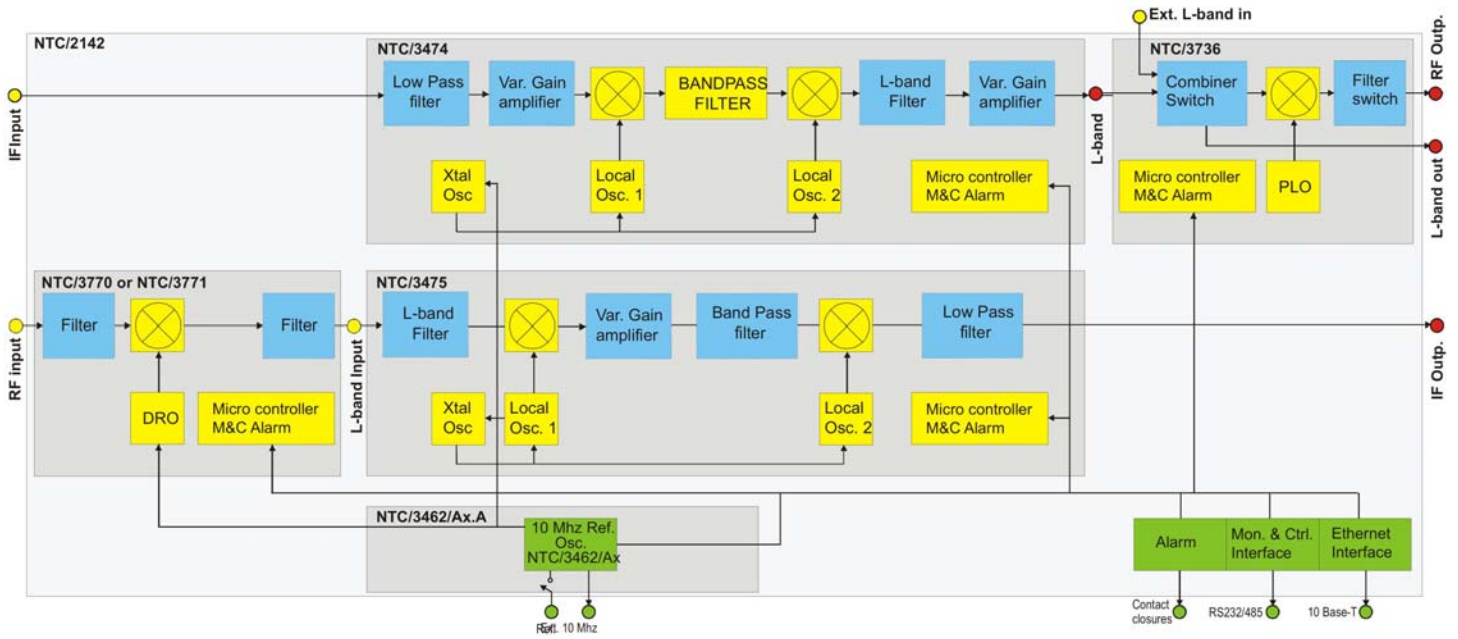 Ext. L-band in
NTC/2142
NTC/3474
NTC/3736
RF Outp.
IFInput
Low Pass
filter
Var. Gain
amplifier
BANDPASS
FILTER
L-band
Filter
Var. Gain
amplifier
L-band
Combiner
Switch
Filter
switch
L-band out
Xtal
Osc
Local
Osc. 1
Local
Osc. 2
Micro controller
M&C Alarm
Micro controller
M&C Alarm
PLO
NTC/3770 or NTC/3771
NTC/3475
RF input
Filter
Filter
L-band Input
L-band
Filter
Var. Gain
amplifier
Band Pass
filter
Low Pass
filter
IF Outp.
DRO
Micro controller
M&C Alarm
Xtal
Osc
Local
Osc. 1
Local
Osc. 2
Micro controller
M&C Alarm
NTC/3462/Ax.A
10 Mhz Ref.
Osc.
NTC/3462/Ax
Alarm
Mon. & Ctrl.
Interface
Ethernet
Interface
10 Mhz
Contact
closures
RS232/485
10 Base-T